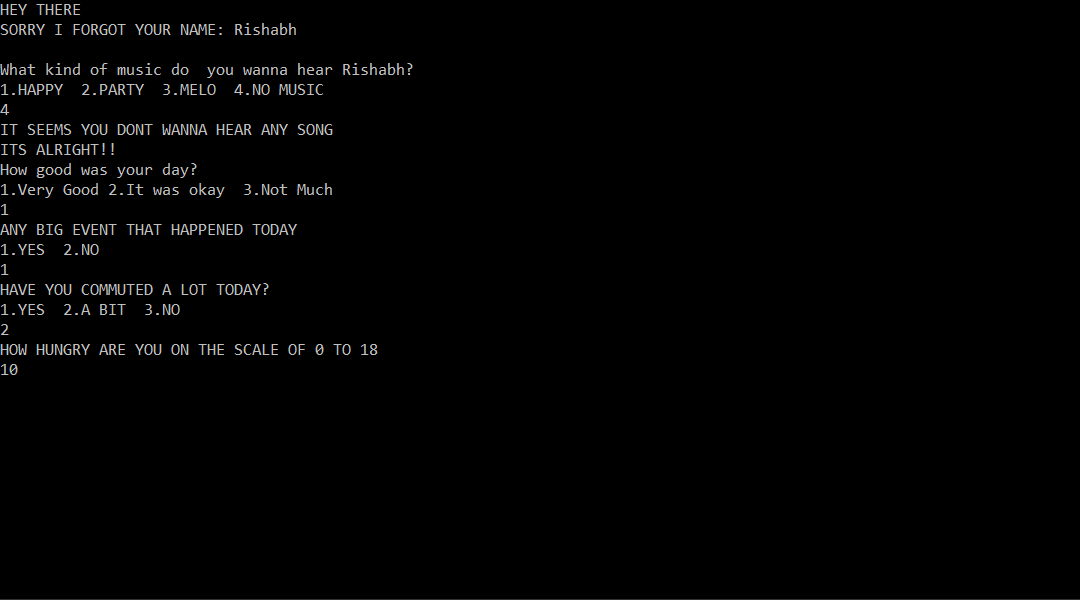 HEY THERE
SORRY I FORGOT YOUR NAME: Rishabh
What kind of music do  you wanna hear Rishabh?
1.HAPPY  2.PARTY  3.MELO  4.NO MUSIC
4
IT SEEMS YOU DONT WANNA HEAR ANY SONG
ITS ALRIGHT!!
How good was your day?
1.Very Good 2.It was okay  3.Not Much
1
ANY BIG EVENT THAT HAPPENED TODAY
1.YES  2.NO
1
HAVE YOU COMMUTED A LOT TODAY?
1.YES  2.A BIT  3.NO
2
HOW HUNGRY ARE YOU ON THE SCALE OF 0 TO 18
10